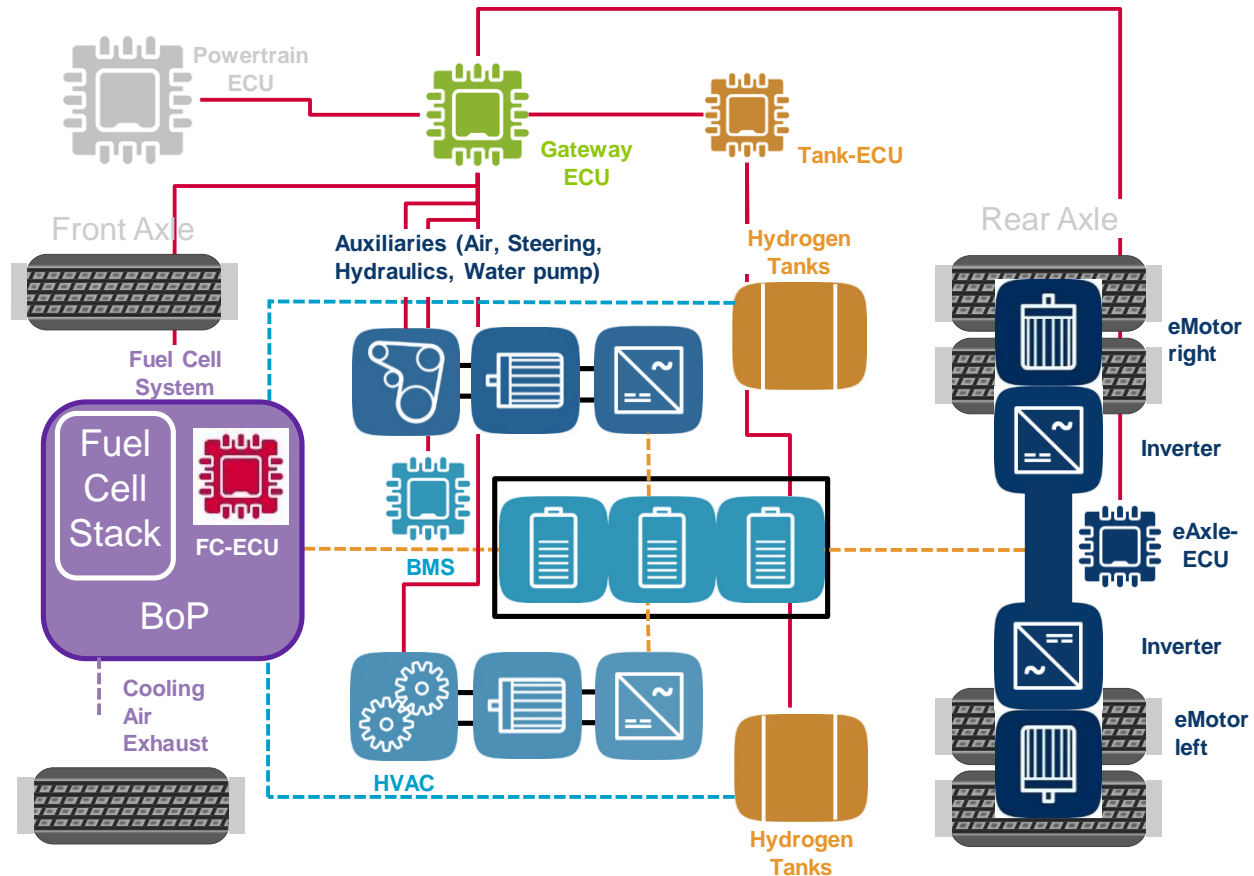 Powertrain
ECU
Gateway
ECU
Tank-ECU
Front Axle
Rear Axle
Auxiliaries (Air, Steering,
Hydraulics, Water pump)
Hydrogen
Tanks
eMotor
right
Fuel Cell
System
Fuel
Cell
Stack
FC-ECU
BoP
BMS
Inverter
eAxle-
ECU
Inverter
Cooling
Air
Exhaust
HVAC
eMotor
left
Hydrogen
Tanks